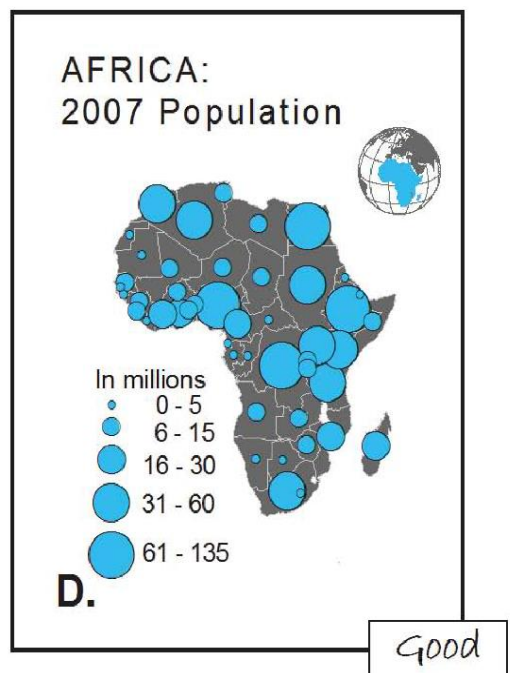 AFRICA:
2007 Population
In millions
0 - 5
6 - 15
16 - 30
31 - 60
61 - 135
D.
Good